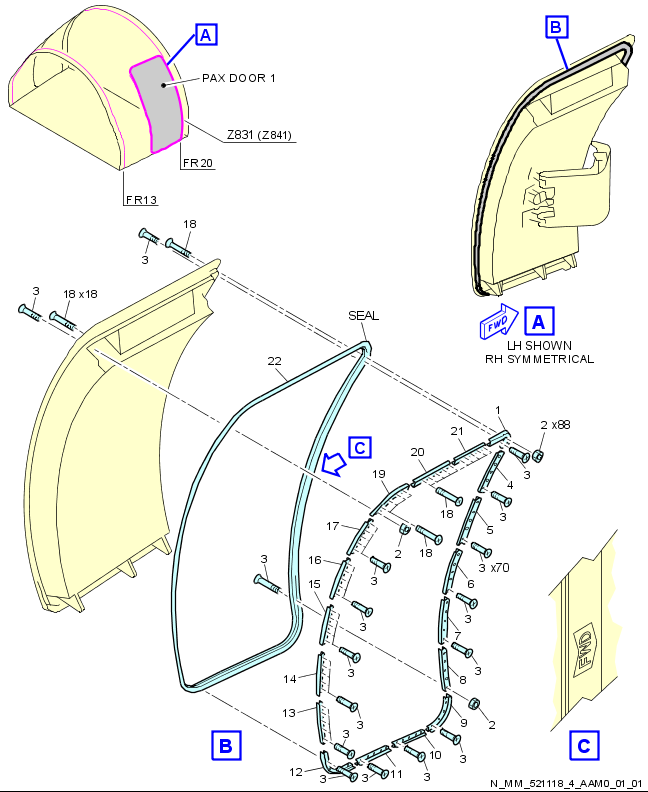 A
PAX DOOR 1
Z831 (Z841)
FR20
FR13
B
FWD
A
LH SHOWN
RH SYMMETRICAL
18
3
3
18 x18
SEAL
22
C
1
2 x88
21
20
3
4
19
18
3
5
17
2
18
3 x70
16
3
6
3
15
3
3
7
3
3
14
8
13
3
9
2
3
10
3
12
3
3
11
3
B
FWD
C
N_MM_521118_4_AAM0_01_01